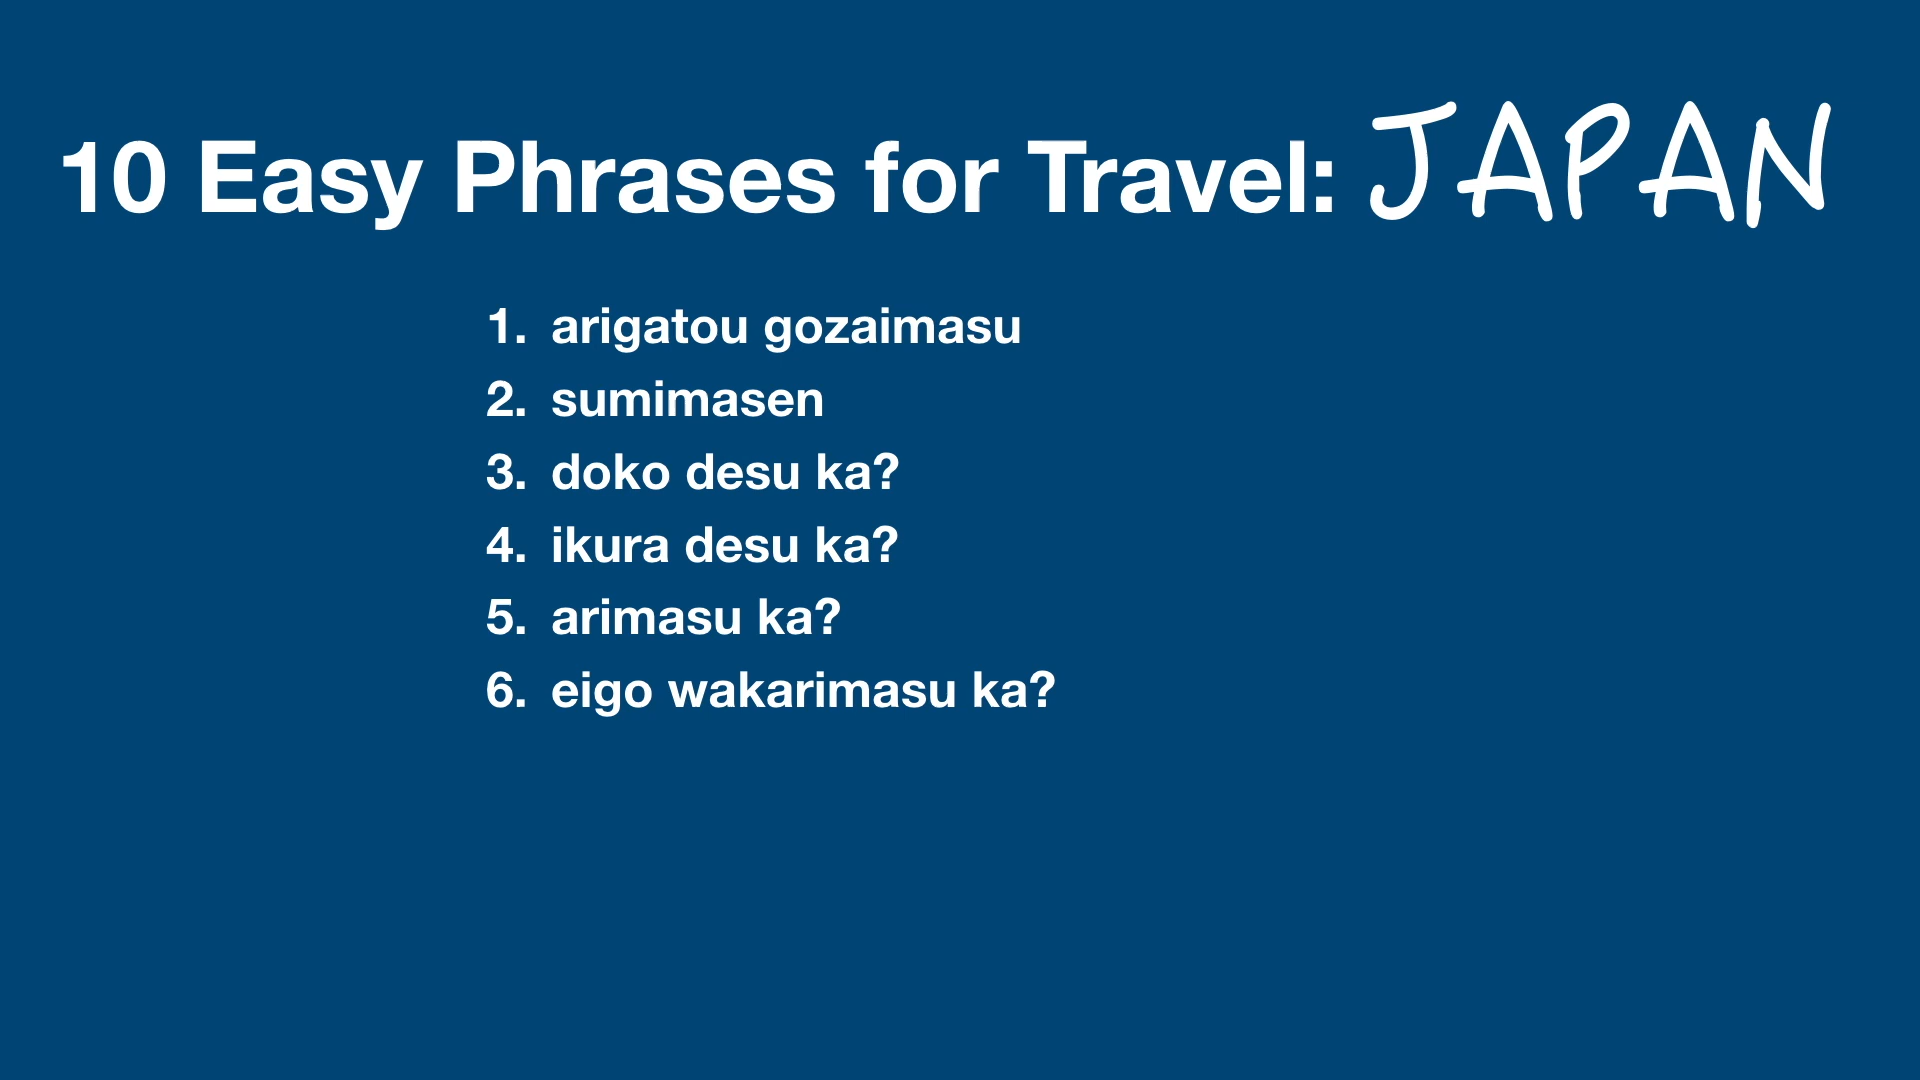 10 Easy Phrases for Travel: JAPAN
1. arigatou gozaimasu
2. sumimasen
3. doko desu ka?
4. ikura desu ka?
5. arimasu ka?
6. eigo wakarimasu ka?